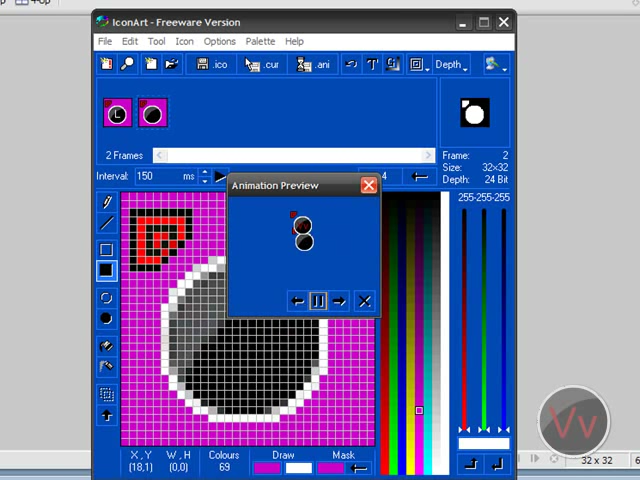 IconArt - Freeware Version
File Edit Tool Icon Options Palette Help
.ico .cur .ani T Depth
L
2 Frames
Frame: 2
Size: 32x32
Depth: 24 Bit
Interval: 150 ms
4
Animation Preview
255-255-255
X , Y W , H Colours Draw Mask
(18,1) (0,0) 69
Vv
32 x 32 6